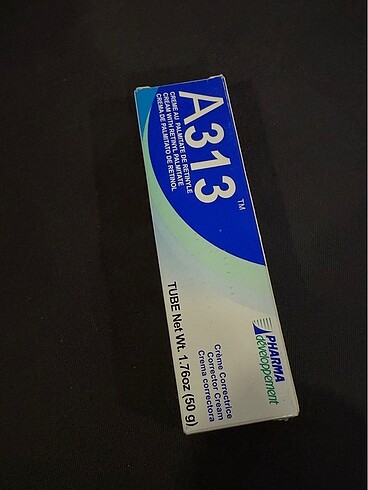 A313 ™
CREME AU PALMITATE DE RETINYLE
CREAM WITH RETINYL PALMITATE
CREMA DE PALMITATO DE RETINOL
PHARMA
développement
Crème Correctrice
Corrector Cream
Crema correctora
TUBE Net Wt. 1.76oz (50 g)